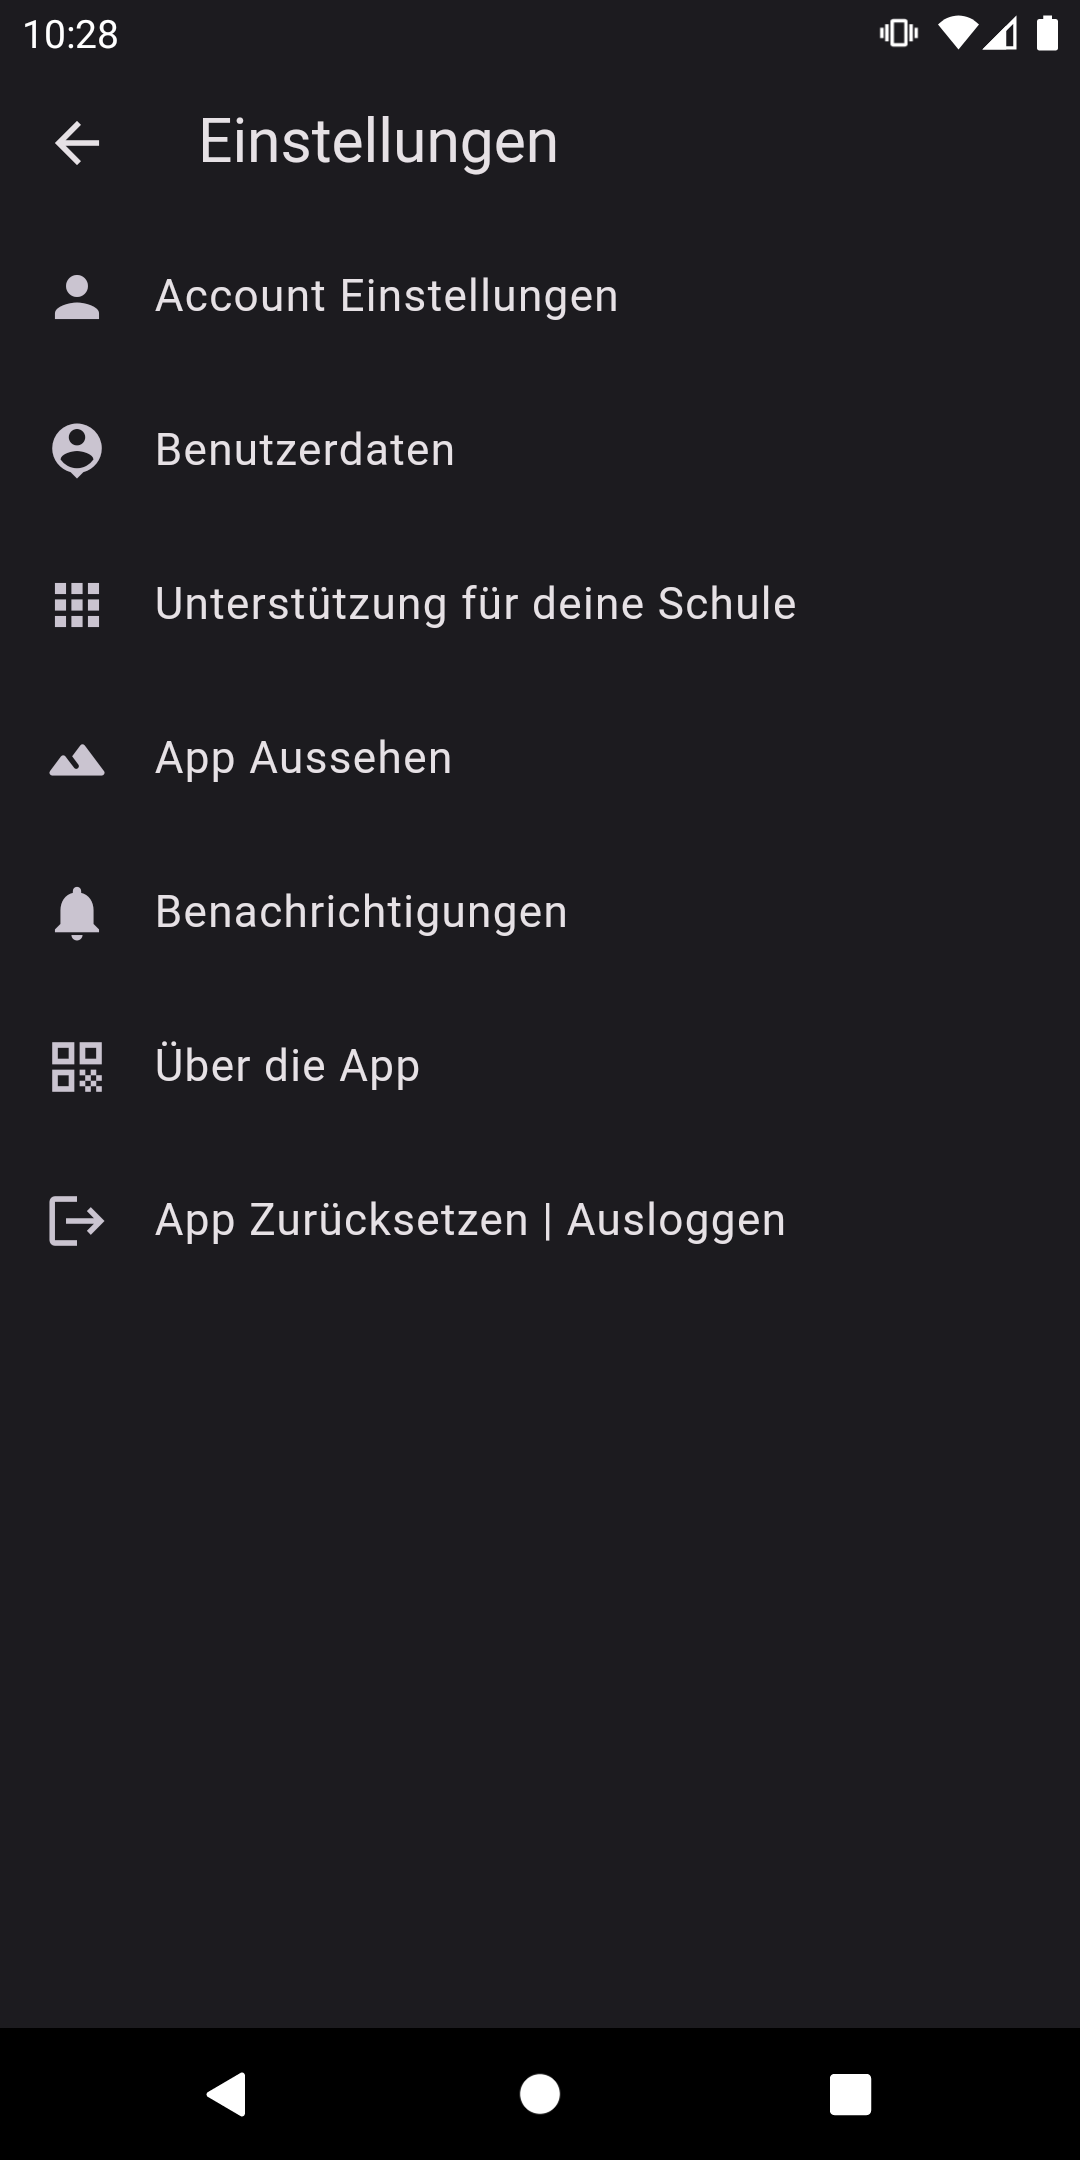 10:28
Einstellungen
Account Einstellungen
Benutzerdaten
Unterstützung für deine Schule
App Aussehen
Benachrichtigungen
Über die App
App Zurücksetzen | Ausloggen